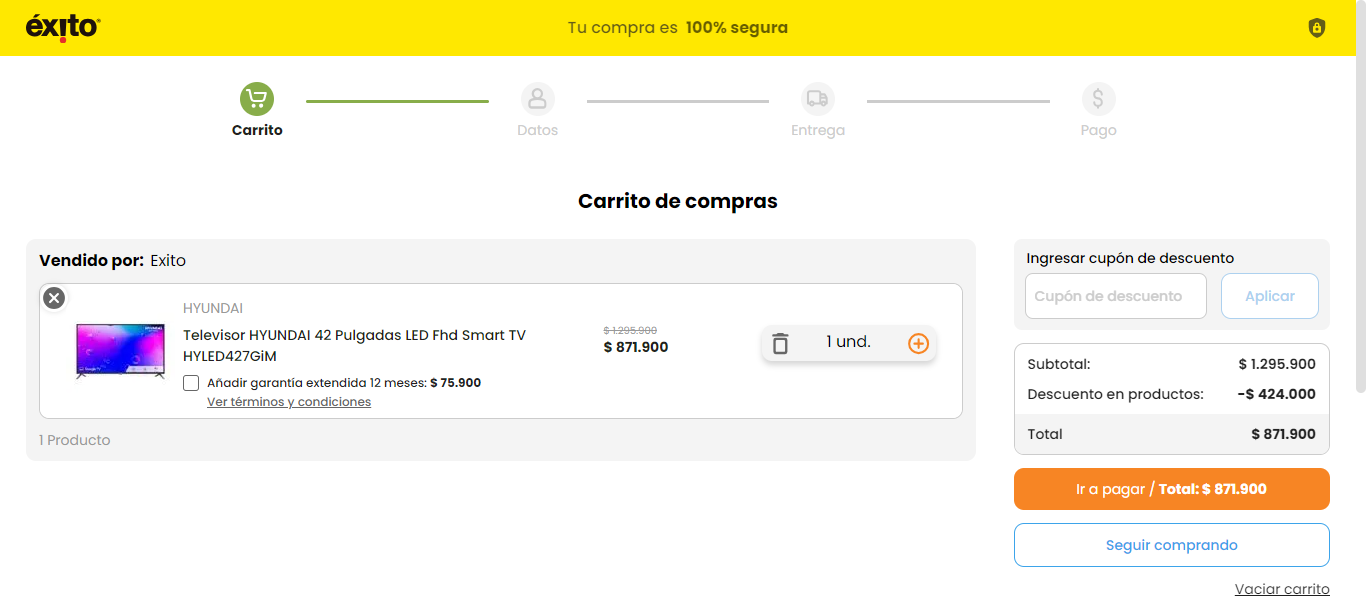 éxito
Tu compra es 100% segura
Carrito
Datos
Entrega
Pago
Carrito de compras
Vendido por: Exito
HYUNDAI
Televisor HYUNDAI 42 Pulgadas LED Fhd Smart TV
HYLED427GiM
Añadir garantía extendida 12 meses: $ 75.900
Ver términos y condiciones
$ 1.295.900
$ 871.900
1 und.
1 Producto
Ingresar cupón de descuento
Cupón de descuento
Aplicar
Subtotal: $ 1.295.900
Descuento en productos: -$ 424.000
Total $ 871.900
Ir a pagar / Total: $ 871.900
Seguir comprando
Vaciar carrito